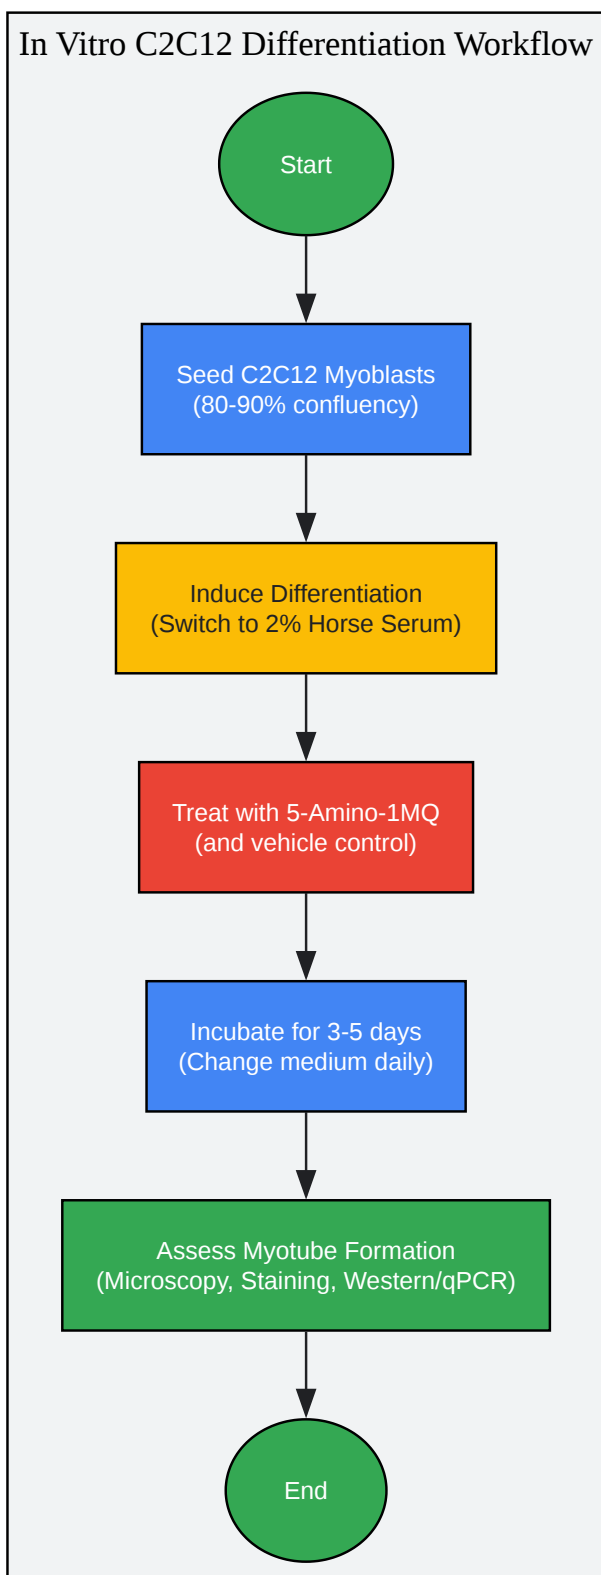 In Vitro C2C12 Differentiation Workflow
Start
Seed C2C12 Myoblasts
(80-90% confluency)
Induce Differentiation
(Switch to 2% Horse Serum)
Treat with 5-Amino-1MQ
(and vehicle control)
Incubate for 3-5 days
(Change medium daily)
Assess Myotube Formation
(Microscopy, Staining, Western/qPCR)
End